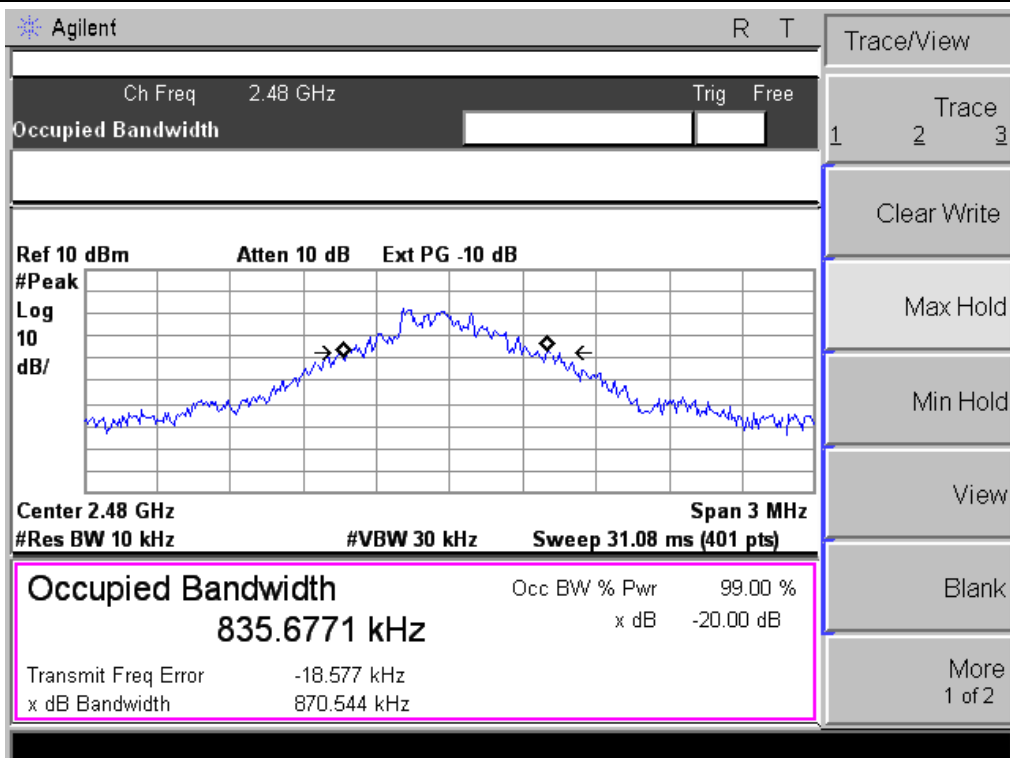 Agilent R T
Trace/View
Ch Freq 2.48 GHz Trig Free
Occupied Bandwidth
Trace
1 2 3
Clear Write
Ref 10 dBm Atten 10 dB Ext PG -10 dB
#Peak
Log
10
dB/
Max Hold
Min Hold
View
Center 2.48 GHz Span 3 MHz
#Res BW 10 kHz #VBW 30 kHz Sweep 31.08 ms (401 pts)
Occupied Bandwidth Occ BW % Pwr 99.00 %
835.6771 kHz x dB -20.00 dB
Blank
Transmit Freq Error -18.577 kHz
x dB Bandwidth 870.544 kHz
More
1 of 2